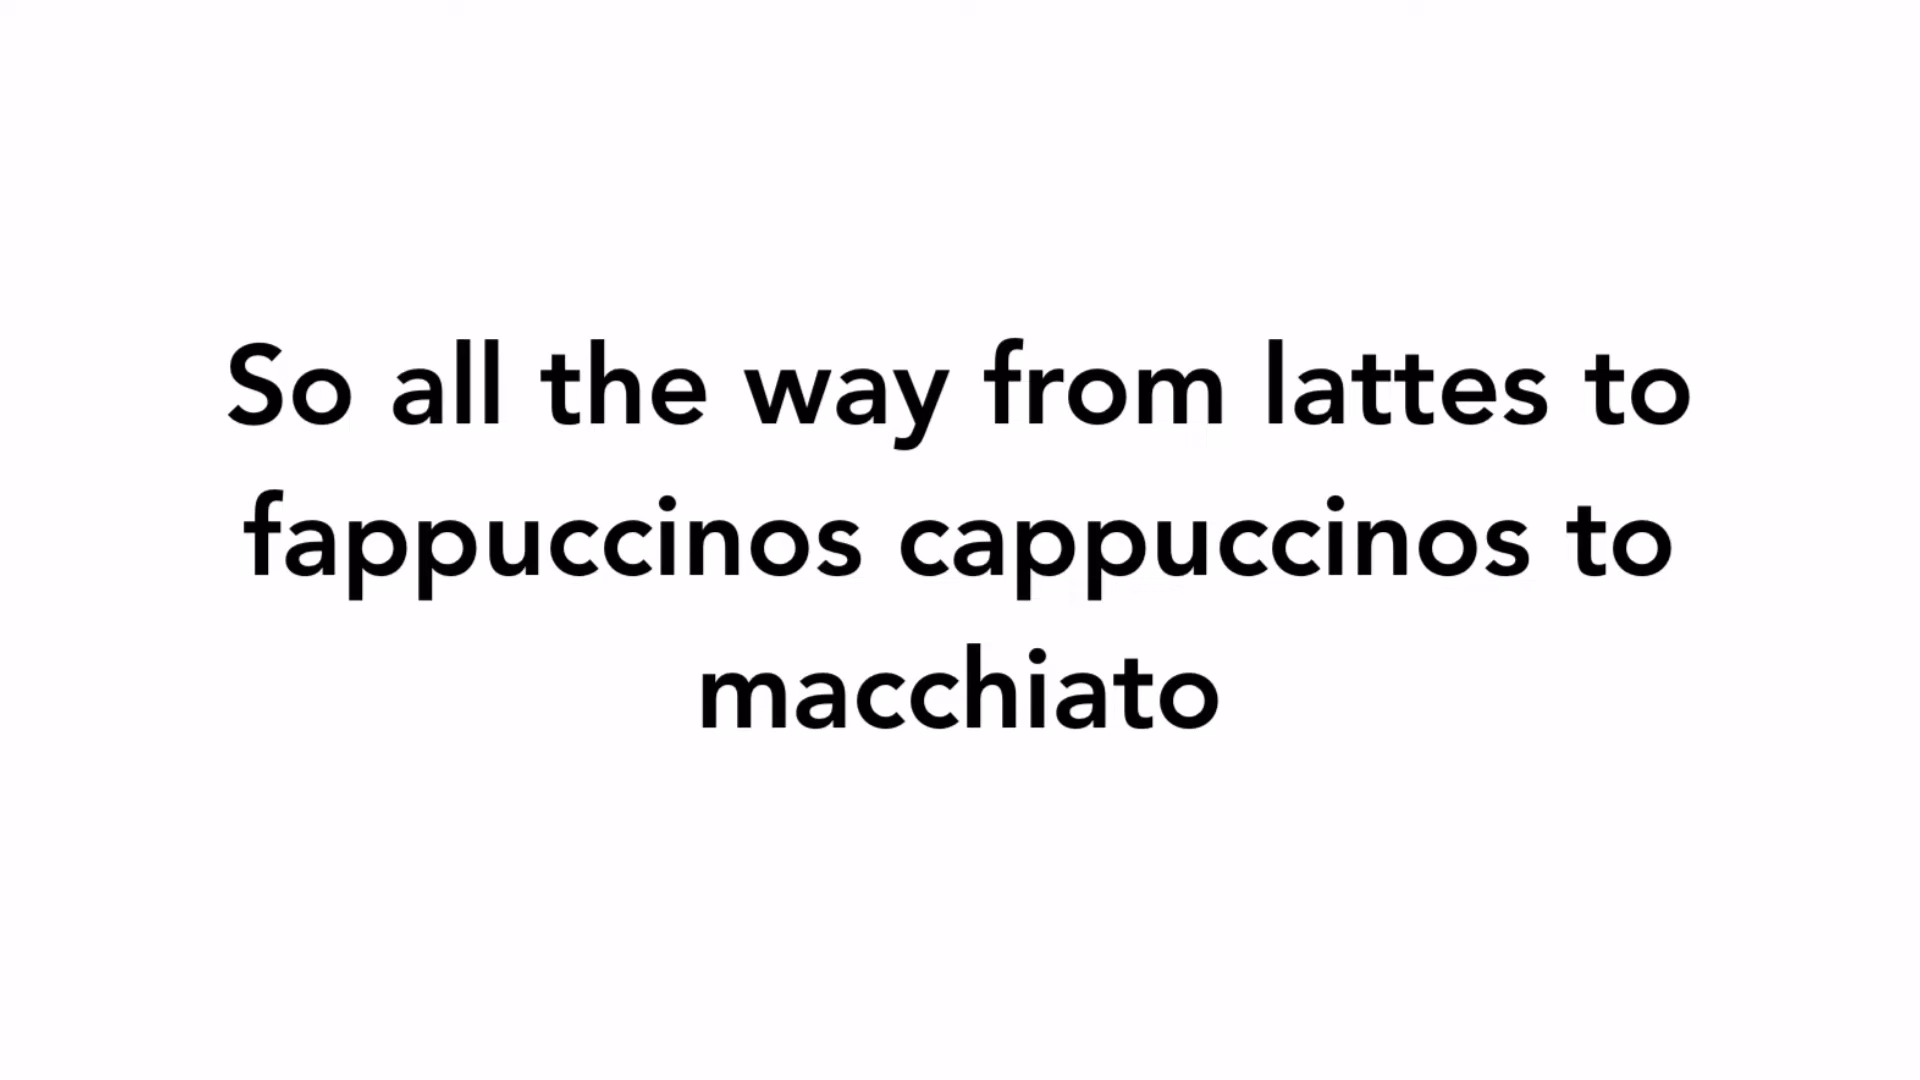 So all the way from lattes to
fappuccinos cappuccinos to
macchiato